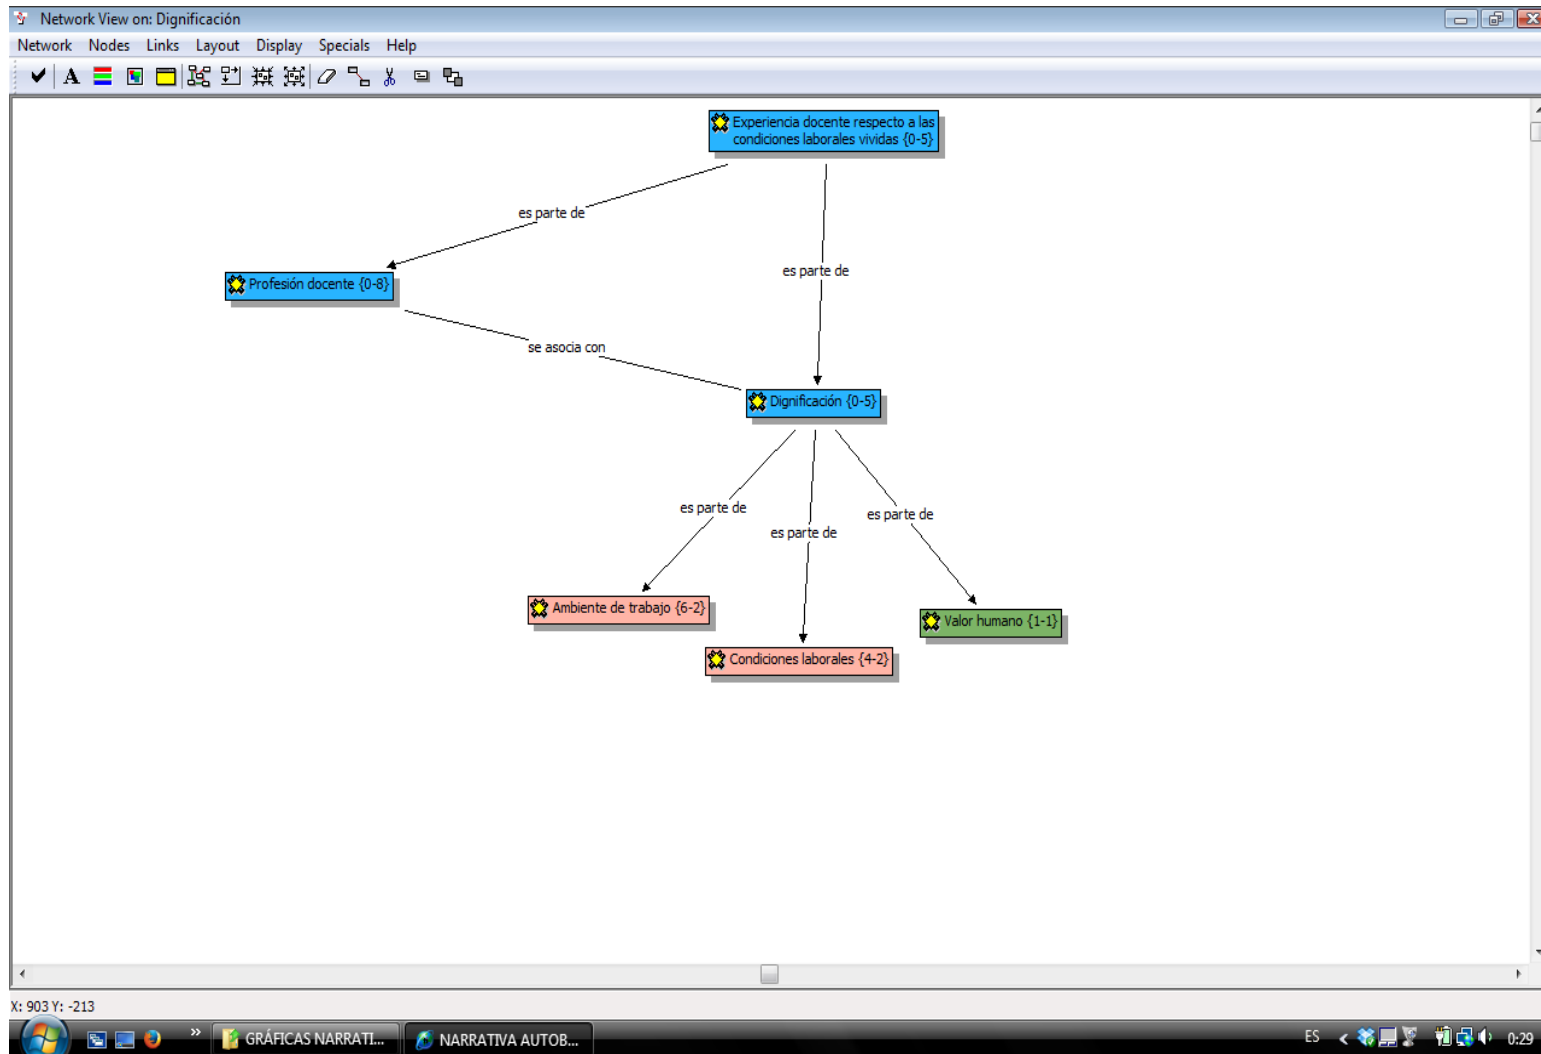 Network View on: Dignificación
Network Nodes Links Layout Display Specials Help
A
Experiencia docente respecto a las
condiciones laborales vividas {0-5}
es parte de
es parte de
Profesión docente {0-8}
se asocia con
Dignificación {0-5}
es parte de
es parte de
es parte de
Ambiente de trabajo {6-2}
Valor humano {1-1}
Condiciones laborales {4-2}
X: 903 Y: -213
GRÁFICAS NARRATI...
NARRATIVA AUTOB...
ES
0:29